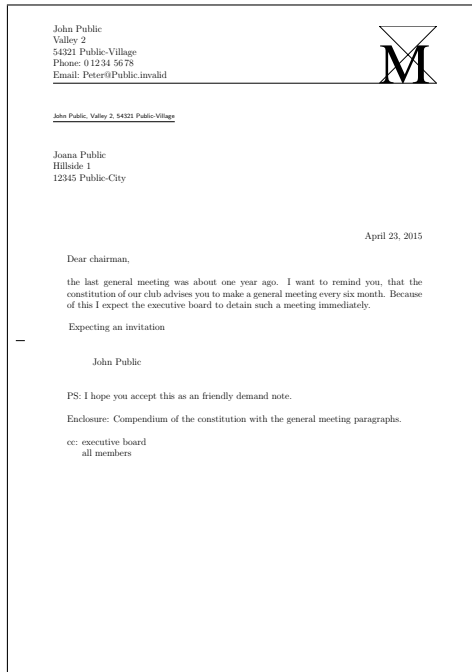 John Public
Valley 2
54321 Public-Village
Phone: 0 12 34 56 78
Email: Peter@Public.invalid
M
John Public, Valley 2, 54321 Public-Village
Joana Public
Hillside 1
12345 Public-City
April 23, 2015
Dear chairman,
the last general meeting was about one year ago. I want to remind you, that the
constitution of our club advises you to make a general meeting every six month. Because
of this I expect the executive board to detain such a meeting immediately.
Expecting an invitation
John Public
PS: I hope you accept this as an friendly demand note.
Enclosure: Compendium of the constitution with the general meeting paragraphs.
cc: executive board
all members